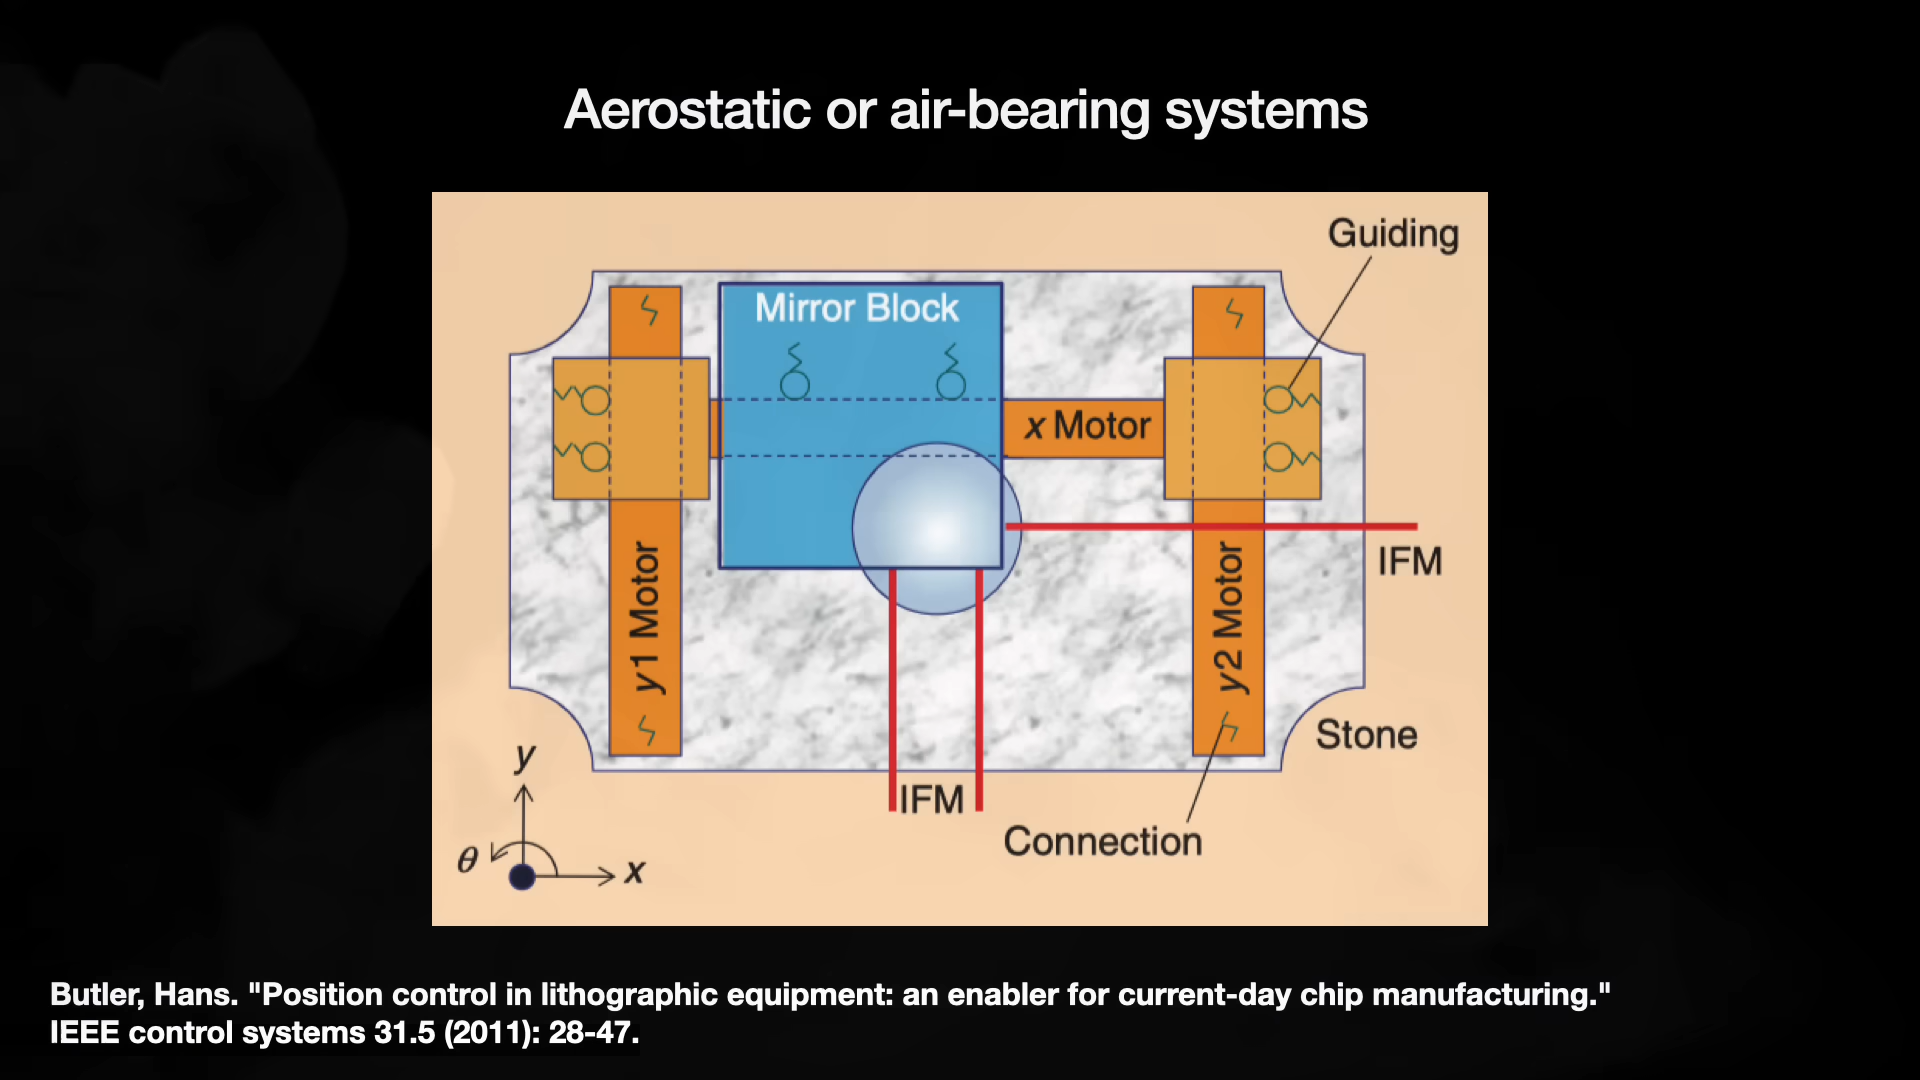 Aerostatic or air-bearing systems
Guiding
Mirror Block
x Motor
IFM
y1 Motor
y2 Motor
Stone
y
IFM
Connection
θ
x
Butler, Hans. "Position control in lithographic equipment: an enabler for current-day chip manufacturing."
IEEE control systems 31.5 (2011): 28-47.